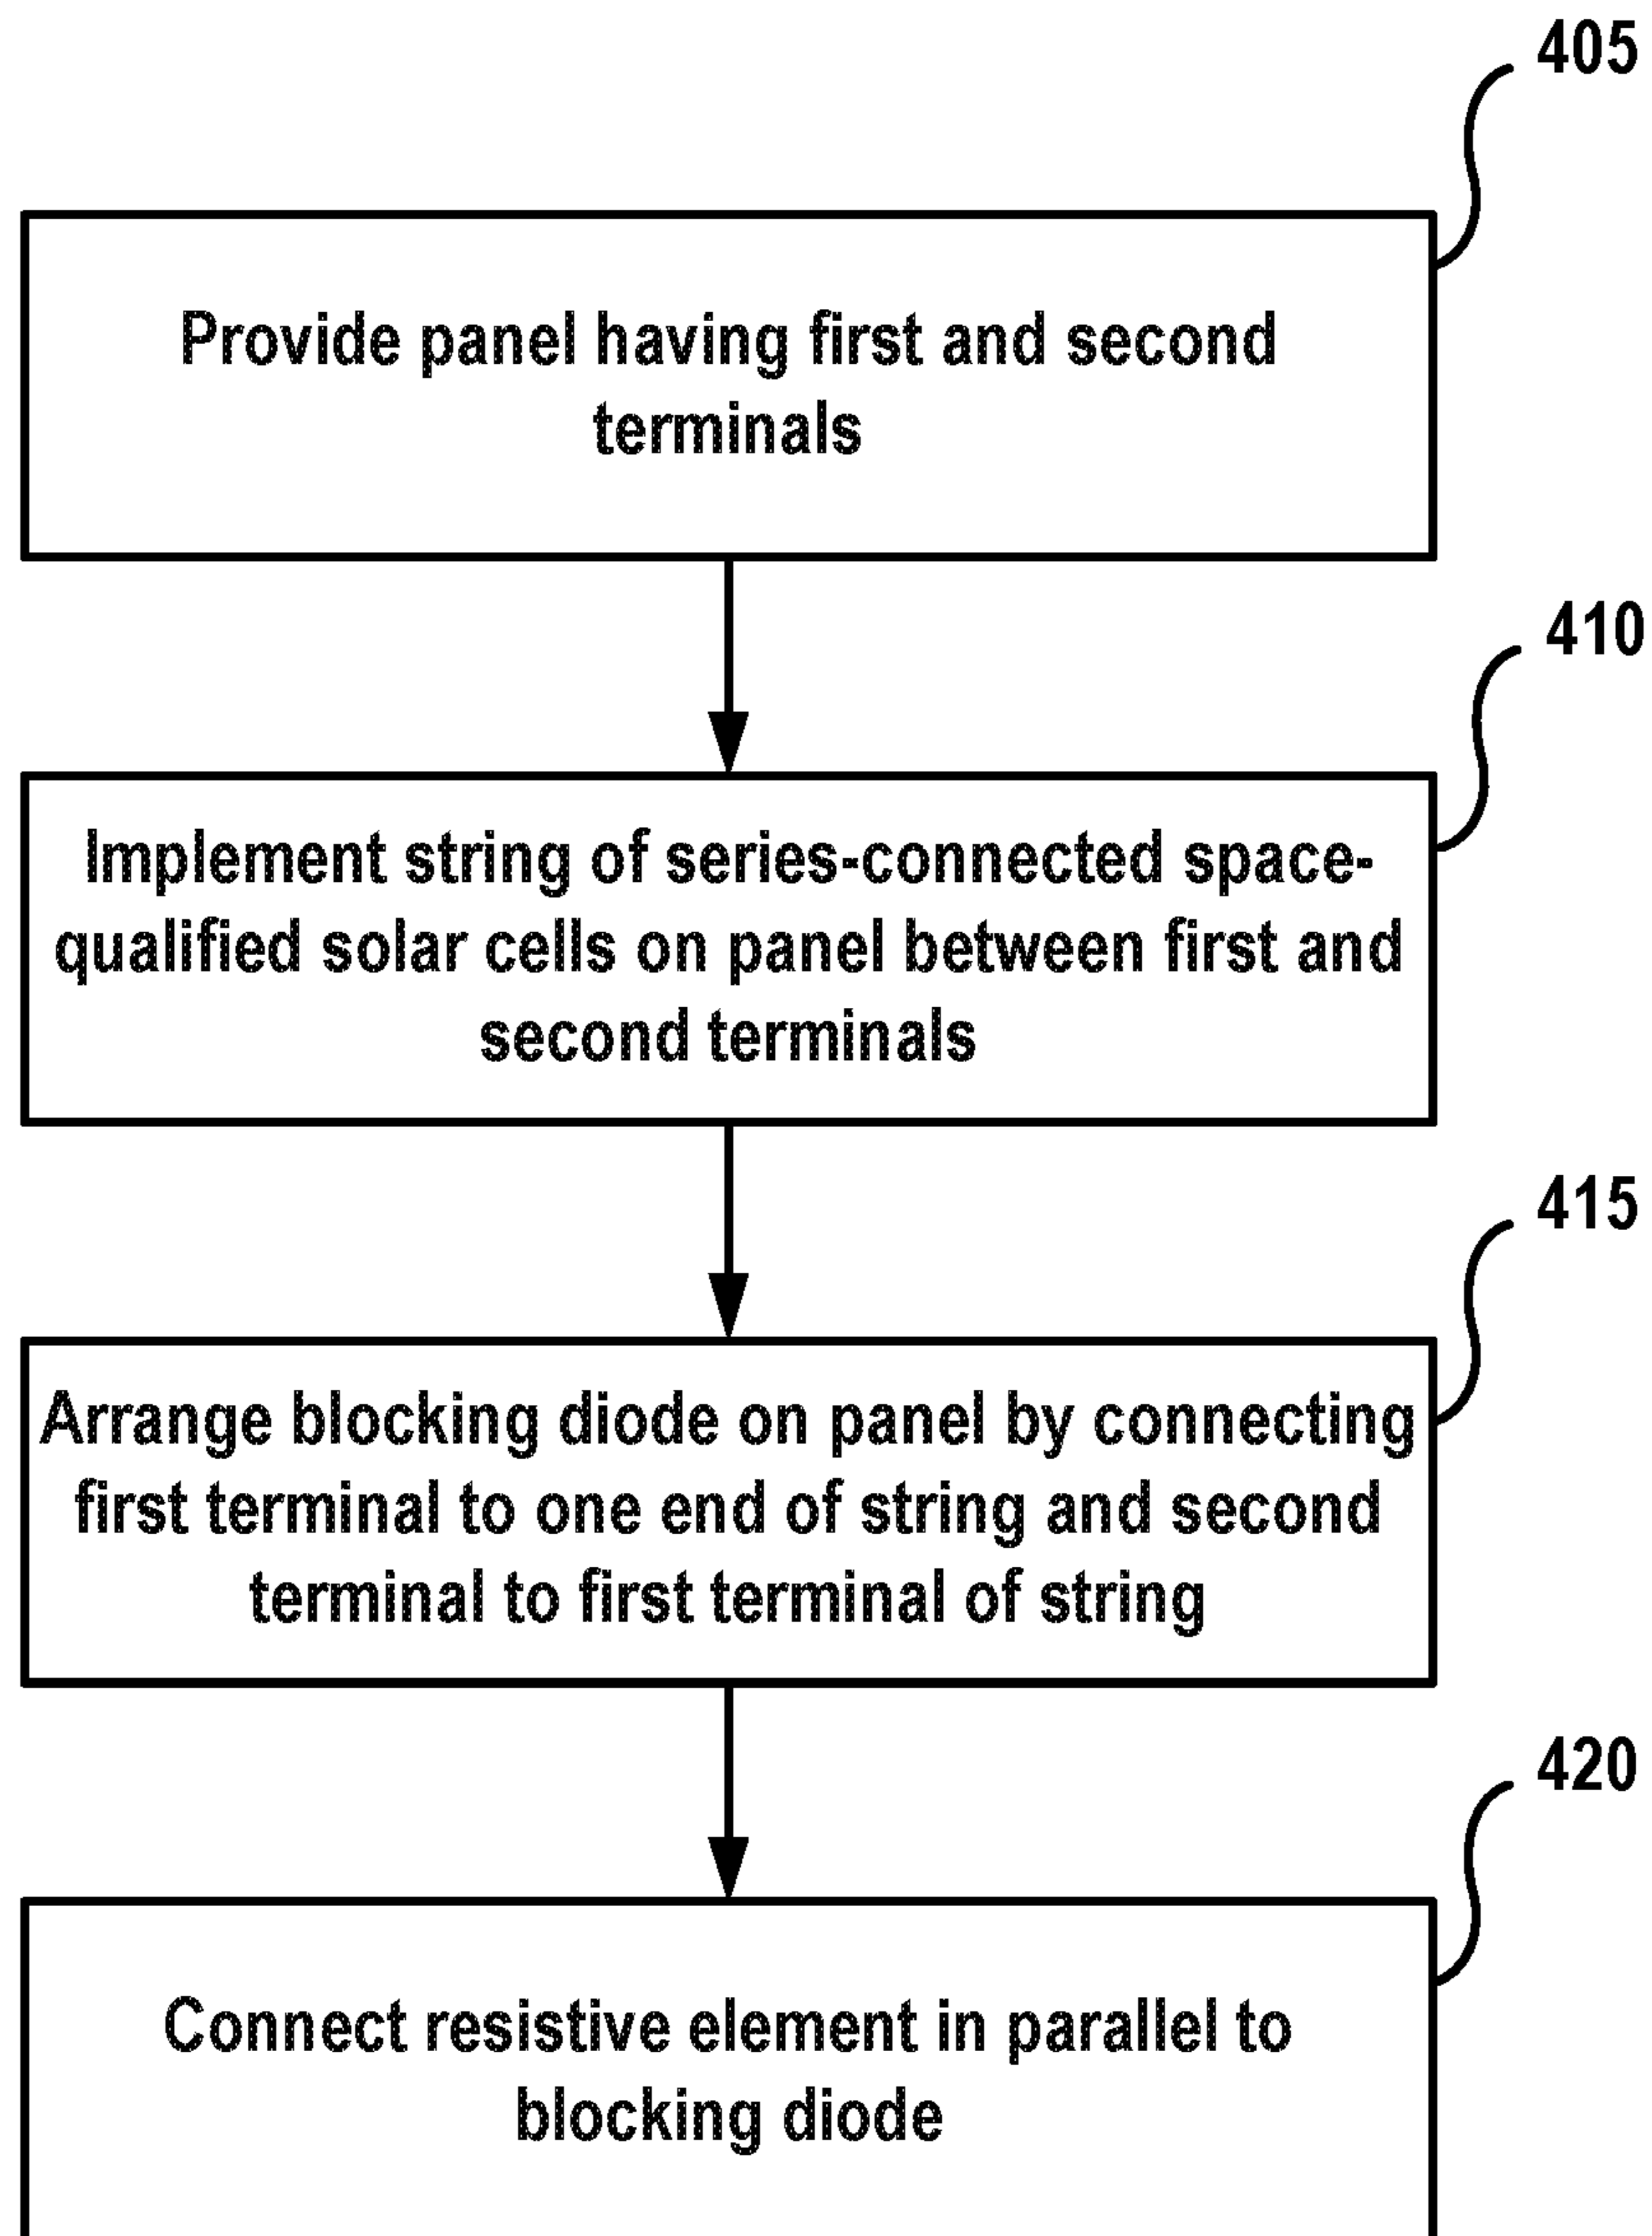 405
Provide panel having first and second
terminals
410
Implement string of series-connected space-
qualified solar cells on panel between first and
second terminals
415
Arrange blocking diode on panel by connecting
first terminal to one end of string and second
terminal to first terminal of string
420
Connect resistive element in parallel to
blocking diode